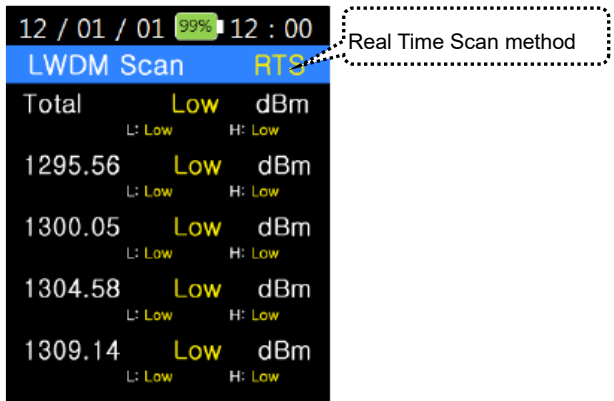 12 / 01 / 01 99% 12 : 00
Real Time Scan method
LWDM Scan RTS
Total Low dBm
L: Low H: Low
1295.56 Low dBm
L: Low H: Low
1300.05 Low dBm
L: Low H: Low
1304.58 Low dBm
L: Low H: Low
1309.14 Low dBm
L: Low H: Low